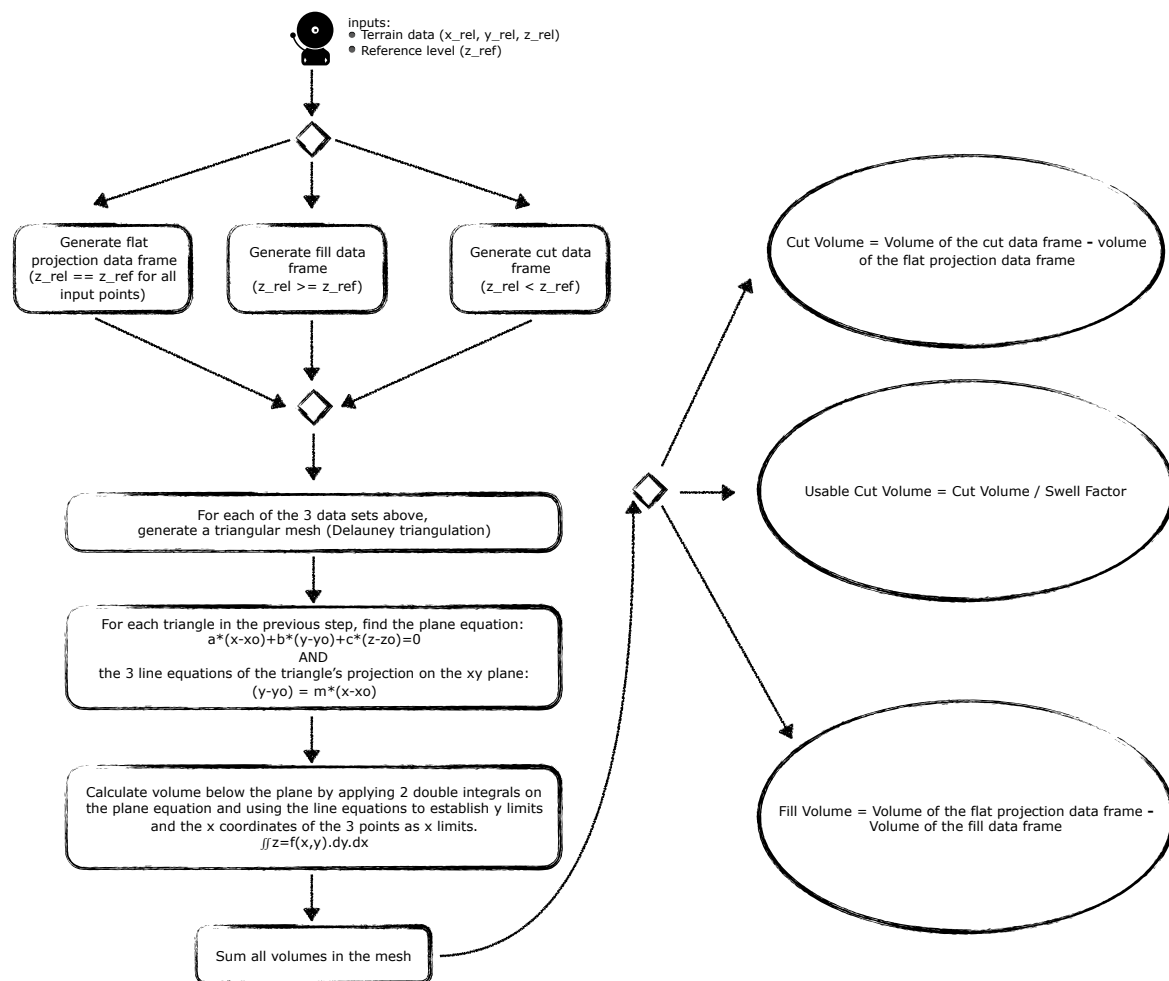 inputs:
• Terrain data (x_rel, y_rel, z_rel)
• Reference level (z_ref)
Generate flat
projection data frame
(z_rel == z_ref for all
input points)
Generate fill data
frame
(z_rel >= z_ref)
Generate cut data
frame
(z_rel < z_ref)
For each of the 3 data sets above,
generate a triangular mesh (Delauney triangulation)
For each triangle in the previous step, find the plane equation:
a*(x-xo)+b*(y-yo)+c*(z-zo)=0
AND
the 3 line equations of the triangle's projection on the xy plane:
(y-yo) = m*(x-xo)
Calculate volume below the plane by applying 2 double integrals on
the plane equation and using the line equations to establish y limits
and the x coordinates of the 3 points as x limits.
∬z=f(x,y).dy.dx
Sum all volumes in the mesh
Cut Volume = Volume of the cut data frame - volume
of the flat projection data frame
Usable Cut Volume = Cut Volume / Swell Factor
Fill Volume = Volume of the flat projection data frame -
Volume of the fill data frame